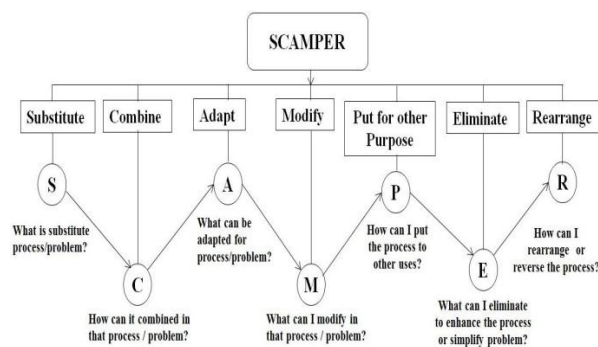 SCAMPER
Substitute
Combine
Adapt
Modify
Put for other
Purpose
Eliminate
Rearrange
S
A
P
R
What is substitute
process/problem?
What can be
adapted for
process/problem?
How can I put
the process to
other uses?
How can I
rearrange or
reverse the process?
C
M
E
How can it combined in
that process / problem?
What can I modify in
that process / problem?
What can I eliminate
to enhance the process
or simplify problem?